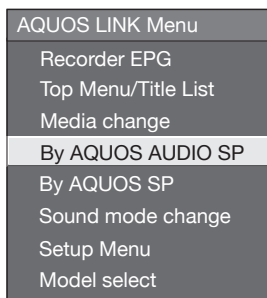 AQUOS LINK Menu
Recorder EPG
Top Menu/Title List
Media change
By AQUOS AUDIO SP
By AQUOS SP
Sound mode change
Setup Menu
Model select